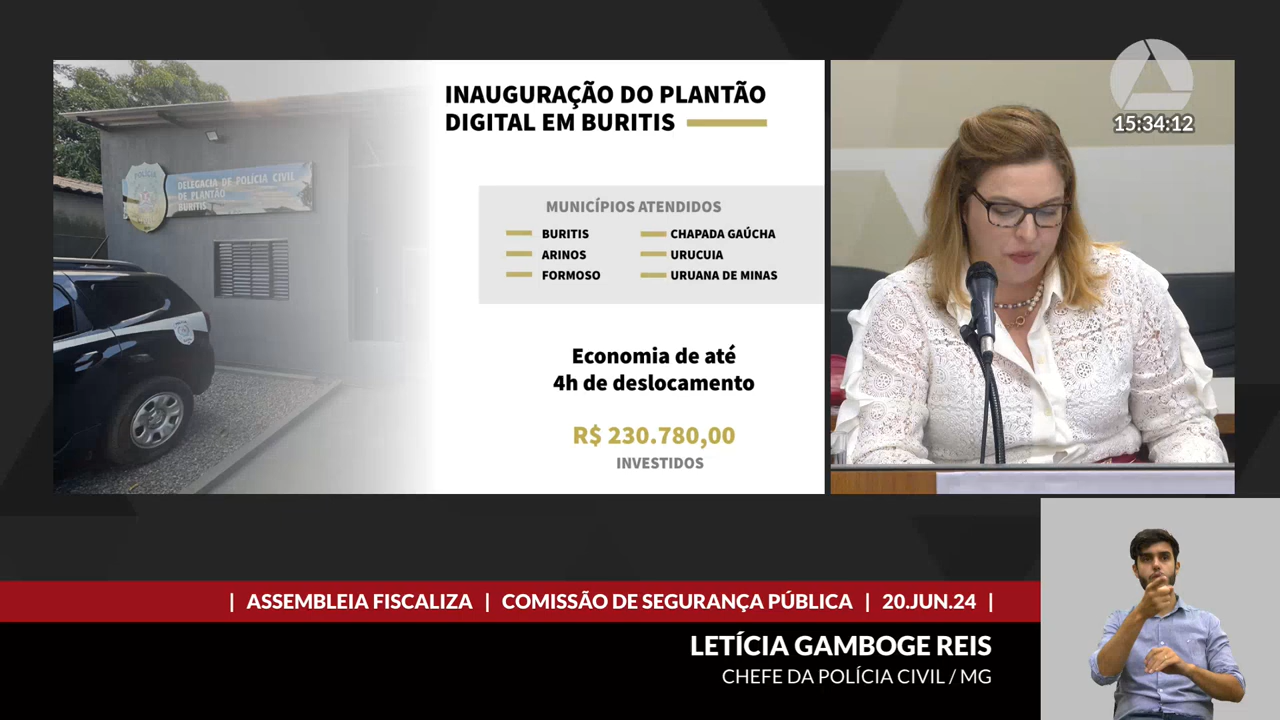 INAUGURAÇÃO DO PLANTÃO
DIGITAL EM BURITIS
DELEGACIA DE POLÍCIA CIVIL
DE PLANTÃO
BURITIS
MUNICÍPIOS ATENDIDOS
BURITIS
ARINOS
FORMOSO
CHAPADA GAÚCHA
URUCUIA
URUANA DE MINAS
Economia de até
4h de deslocamento
R$ 230.780,00
INVESTIDOS
15:34:12
| ASSEMBLEIA FISCALIZA | COMISSÃO DE SEGURANÇA PÚBLICA | 20.JUN.24 |
LETÍCIA GAMBOGE REIS
CHEFE DA POLÍCIA CIVIL / MG